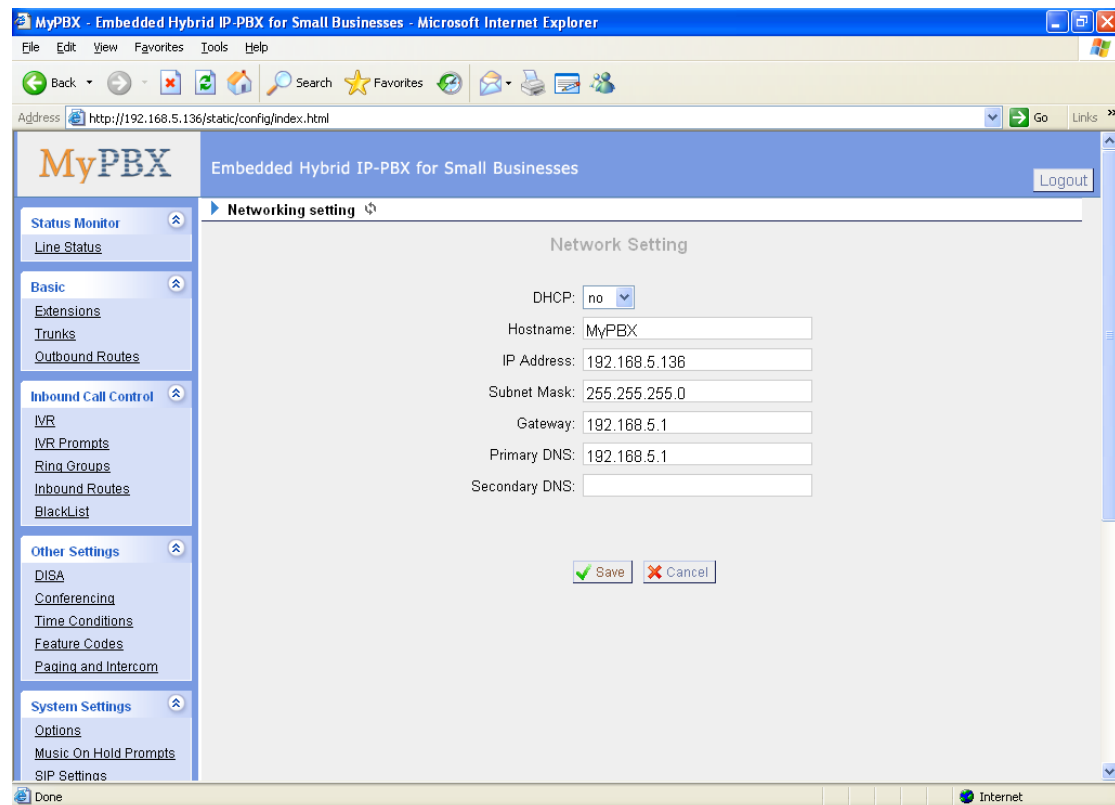 MyPBX - Embedded Hybrid IP-PBX for Small Businesses - Microsoft Internet Explorer
File Edit View Favorites Tools Help
Back Search Favorites
Address http://192.168.5.136/static/config/index.html Go Links »
MyPBX
Embedded Hybrid IP-PBX for Small Businesses
Logout
Networking setting
Status Monitor
Line Status
Basic
Extensions
Trunks
Outbound Routes
Inbound Call Control
IVR
IVR Prompts
Ring Groups
Inbound Routes
BlackList
Other Settings
DISA
Conferencing
Time Conditions
Feature Codes
Paging and Intercom
System Settings
Options
Music On Hold Prompts
SIP Settings
Network Setting
DHCP: no
Hostname: MyPBX
IP Address: 192.168.5.136
Subnet Mask: 255.255.255.0
Gateway: 192.168.5.1
Primary DNS: 192.168.5.1
Secondary DNS:
Save Cancel
Done Internet